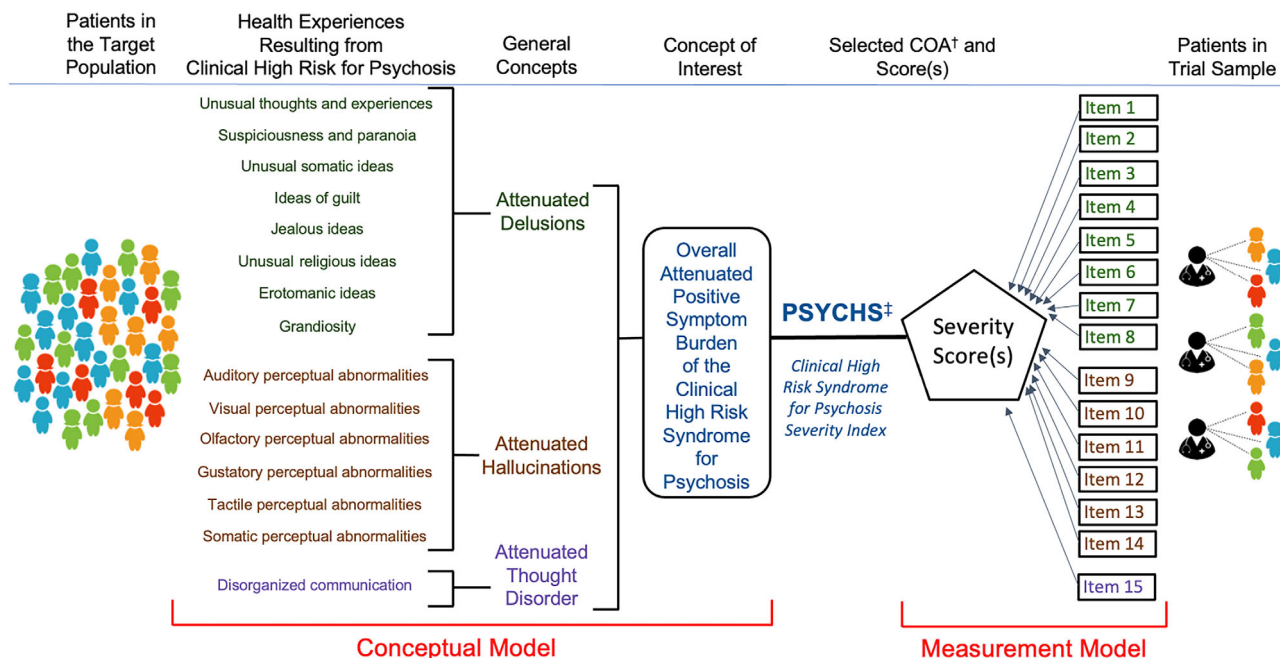 Patients in
the Target
Population
Health Experiences
Resulting from
Clinical High Risk for Psychosis
General
Concepts
Concept of
Interest
Selected COA† and
Score(s)
Patients in
Trial Sample
Unusual thoughts and experiences
Suspiciousness and paranoia
Unusual somatic ideas
Ideas of guilt
Jealous ideas
Unusual religious ideas
Erotomanic ideas
Grandiosity
Auditory perceptual abnormalities
Visual perceptual abnormalities
Olfactory perceptual abnormalities
Gustatory perceptual abnormalities
Tactile perceptual abnormalities
Somatic perceptual abnormalities
Disorganized communication
Attenuated
Delusions
Attenuated
Hallucinations
Attenuated
Thought
Disorder
Overall
Attenuated
Positive
Symptom
Burden
of the
Clinical
High Risk
Syndrome
for
Psychosis
PSYCHS‡
Clinical High
Risk Syndrome
for Psychosis
Severity Index
Severity
Score(s)
Item 1
Item 2
Item 3
Item 4
Item 5
Item 6
Item 7
Item 8
Item 9
Item 10
Item 11
Item 12
Item 13
Item 14
Item 15
Conceptual Model
Measurement Model